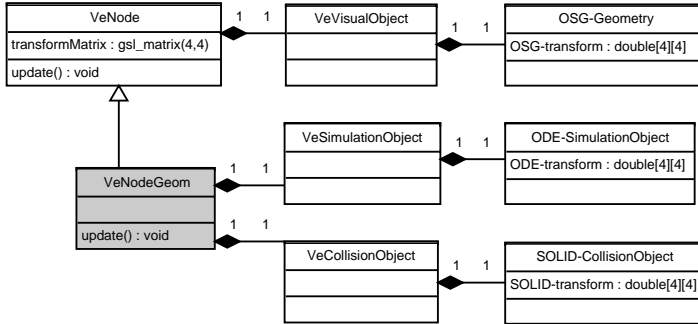 VeNode
transformMatrix : gsl_matrix(4,4)
update() : void
1 1
VeVisualObject
1 1
OSG-Geometry
OSG-transform : double[4][4]
VeNodeGeom
update() : void
1 1
VeSimulationObject
1 1
ODE-SimulationObject
ODE-transform : double[4][4]
1 1
VeCollisionObject
1 1
SOLID-CollisionObject
SOLID-transform : double[4][4]